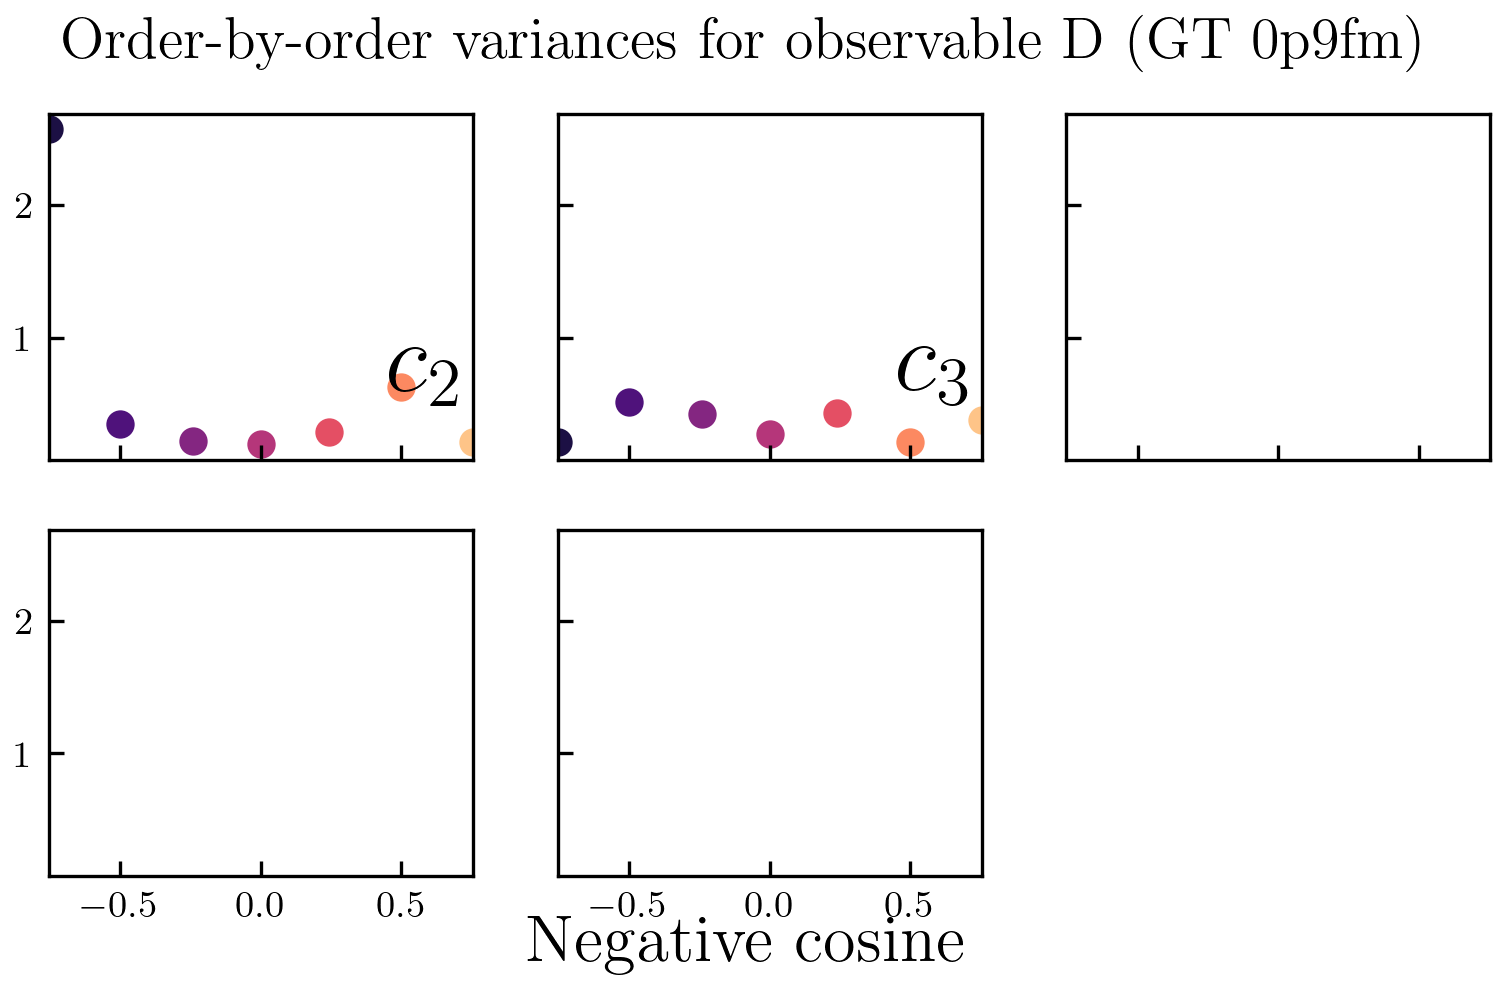 Order-by-order variances for observable D (GT 0p9fm)
2
1
c₂
c₃
2
1
−0.5 0.0 0.5
−0.5 0.0 0.5
Negative cosine